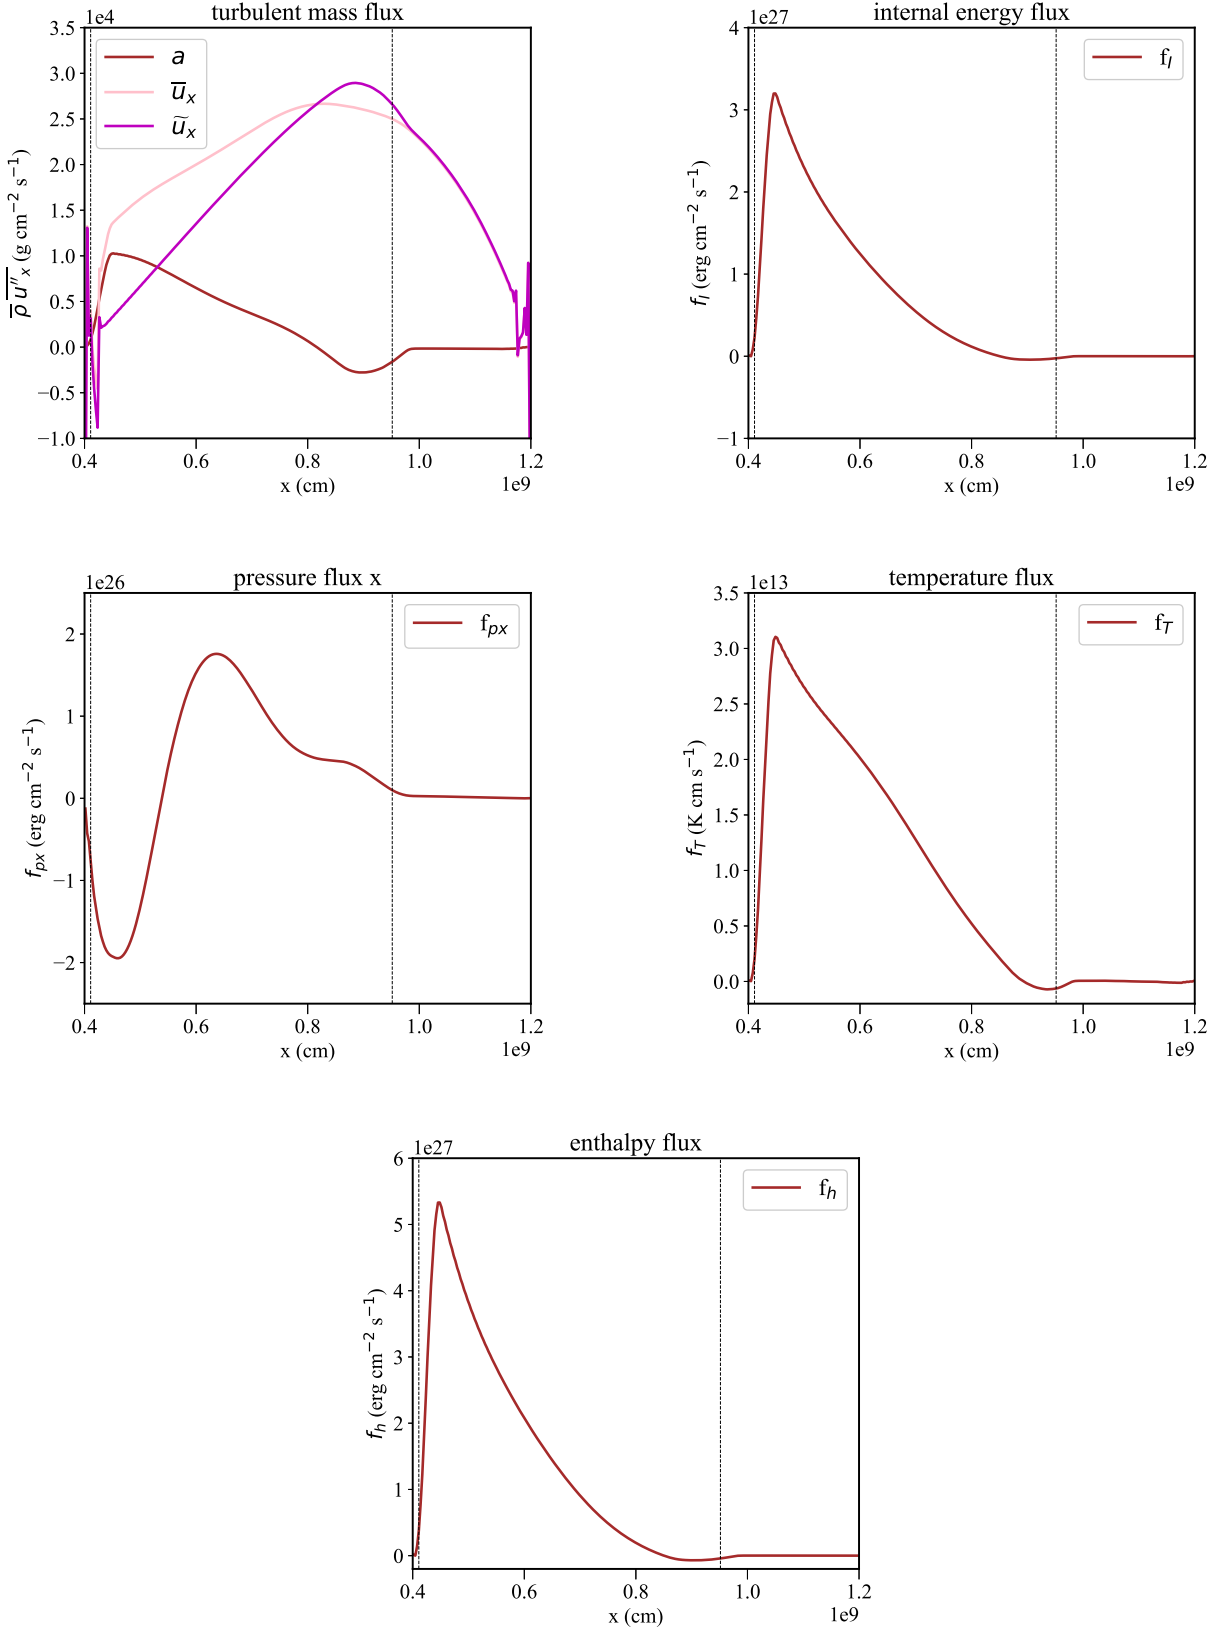 turbulent mass flux
1e4
3.5
3.0
2.5
2.0
1.5
1.0
0.5
0.0
−0.5
−1.0
a
u̅ₓ
ũₓ
ρ̅ u″ₓ (g cm⁻² s⁻¹)
0.4 0.6 0.8 1.0 1.2
x (cm)
1e9
internal energy flux
1e27
4
3
2
1
0
−1
f_I
f_I (erg cm⁻² s⁻¹)
0.4 0.6 0.8 1.0 1.2
x (cm)
1e9
pressure flux x
1e26
2
1
0
−1
−2
f_px
f_px (erg cm⁻² s⁻¹)
0.4 0.6 0.8 1.0 1.2
x (cm)
1e9
temperature flux
1e13
3.5
3.0
2.5
2.0
1.5
1.0
0.5
0.0
f_T
f_T (K cm s⁻¹)
0.4 0.6 0.8 1.0 1.2
x (cm)
1e9
enthalpy flux
1e27
6
5
4
3
2
1
0
f_h
f_h (erg cm⁻² s⁻¹)
0.4 0.6 0.8 1.0 1.2
x (cm)
1e9